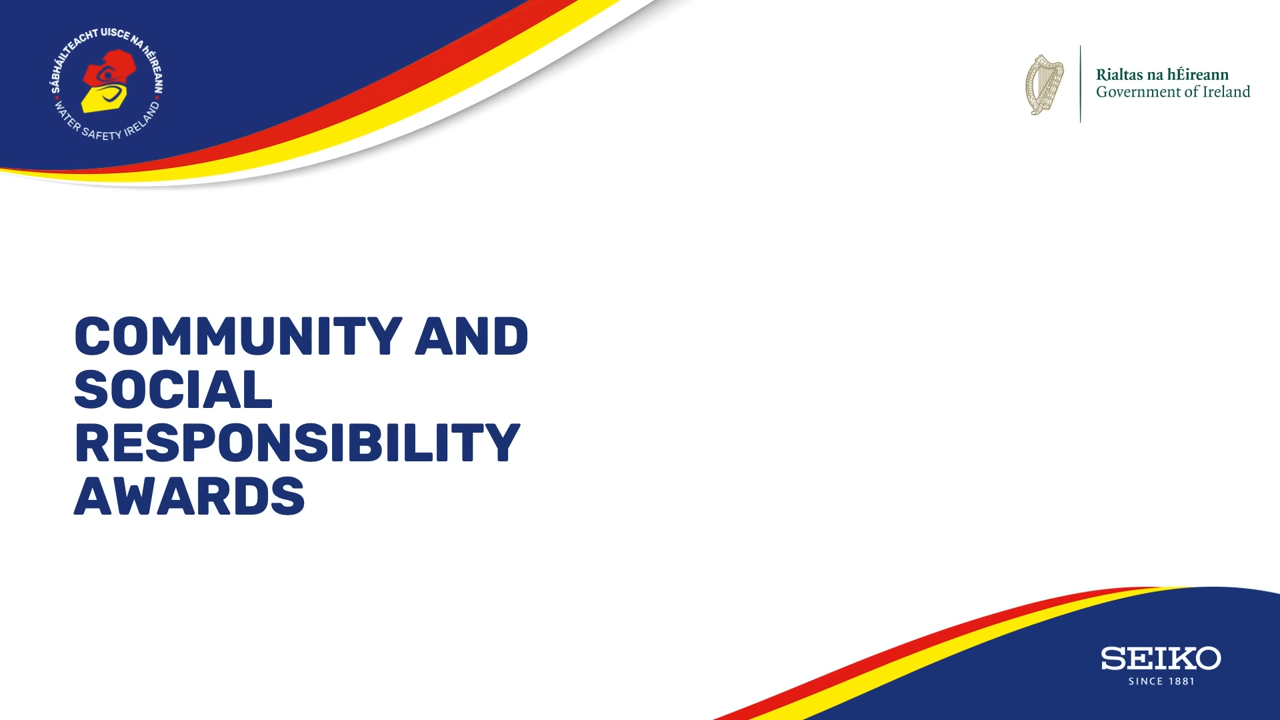 SÁBHÁILTEACHT UISCE NA hÉIREANN
WATER SAFETY IRELAND
Rialtas na hÉireann
Government of Ireland
COMMUNITY AND
SOCIAL
RESPONSIBILITY
AWARDS
SEIKO
SINCE 1881